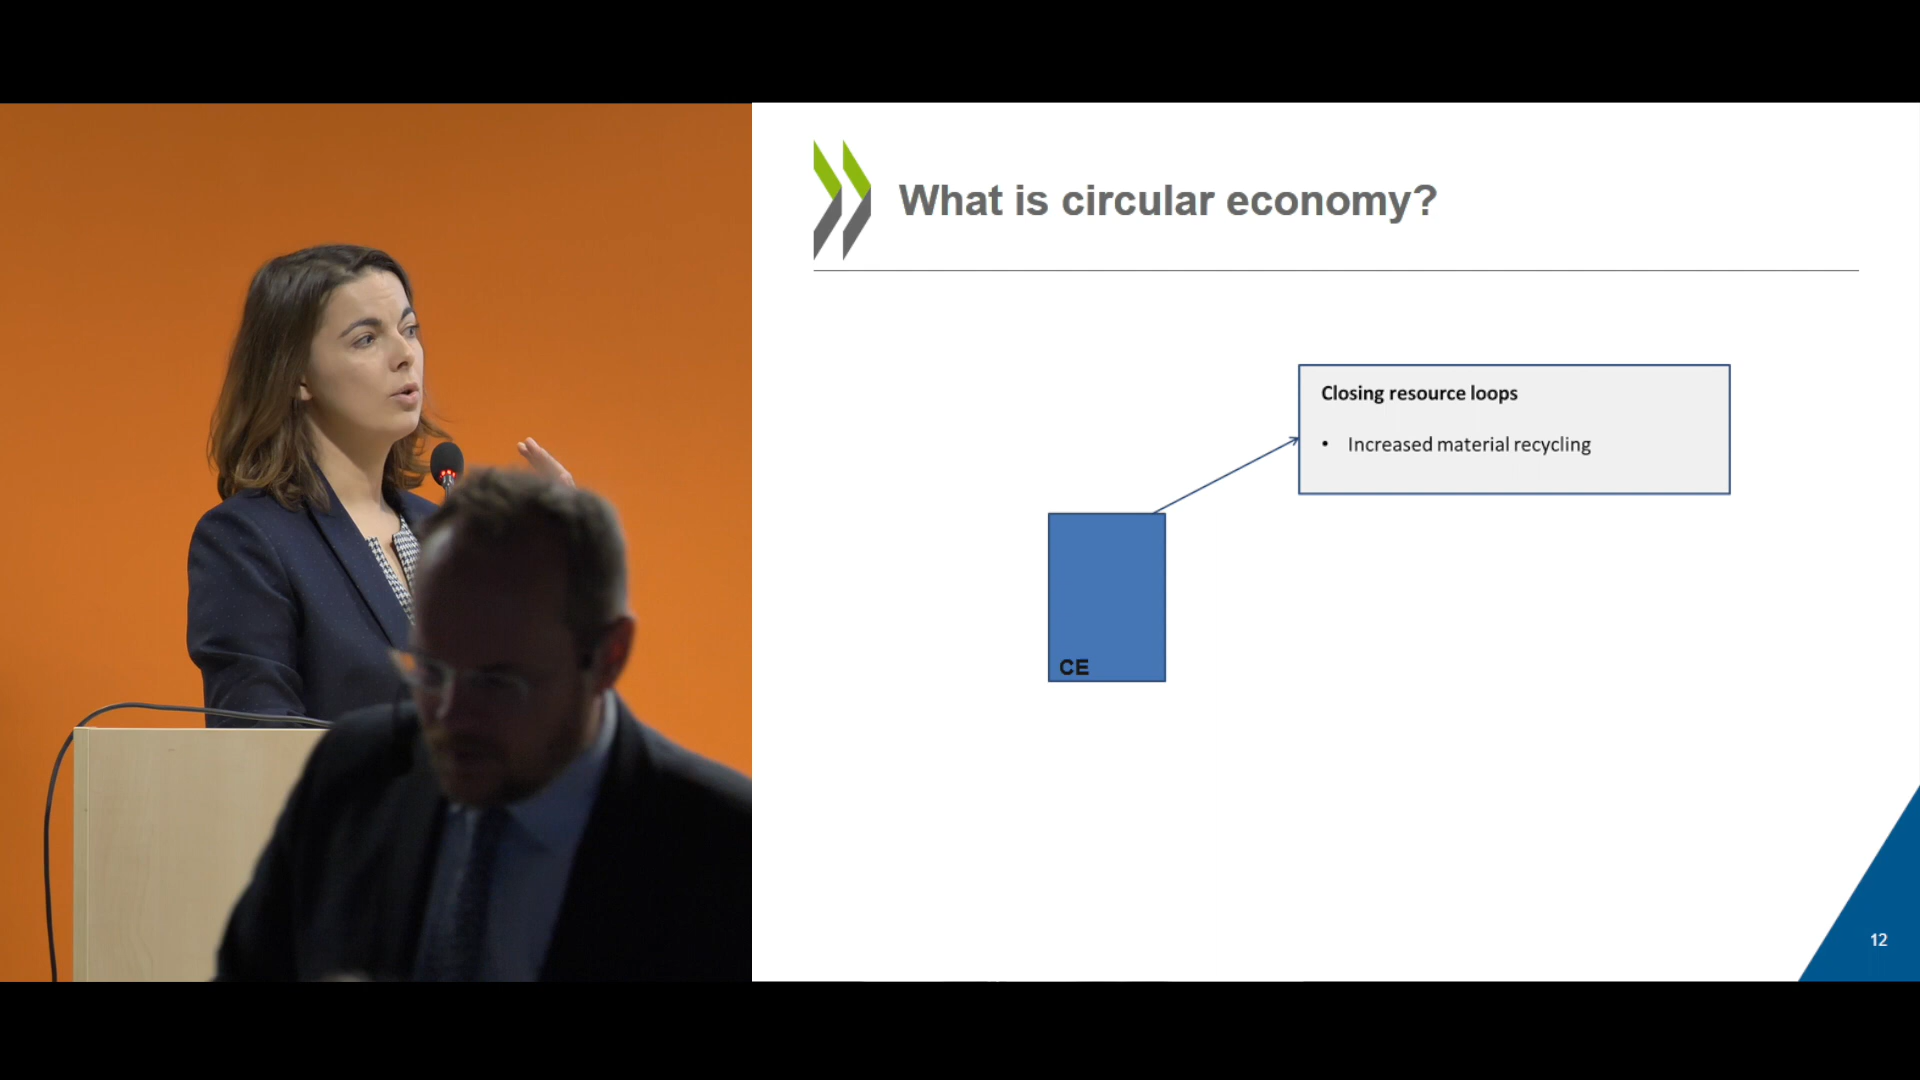 What is circular economy?
Closing resource loops
• Increased material recycling
CE
12